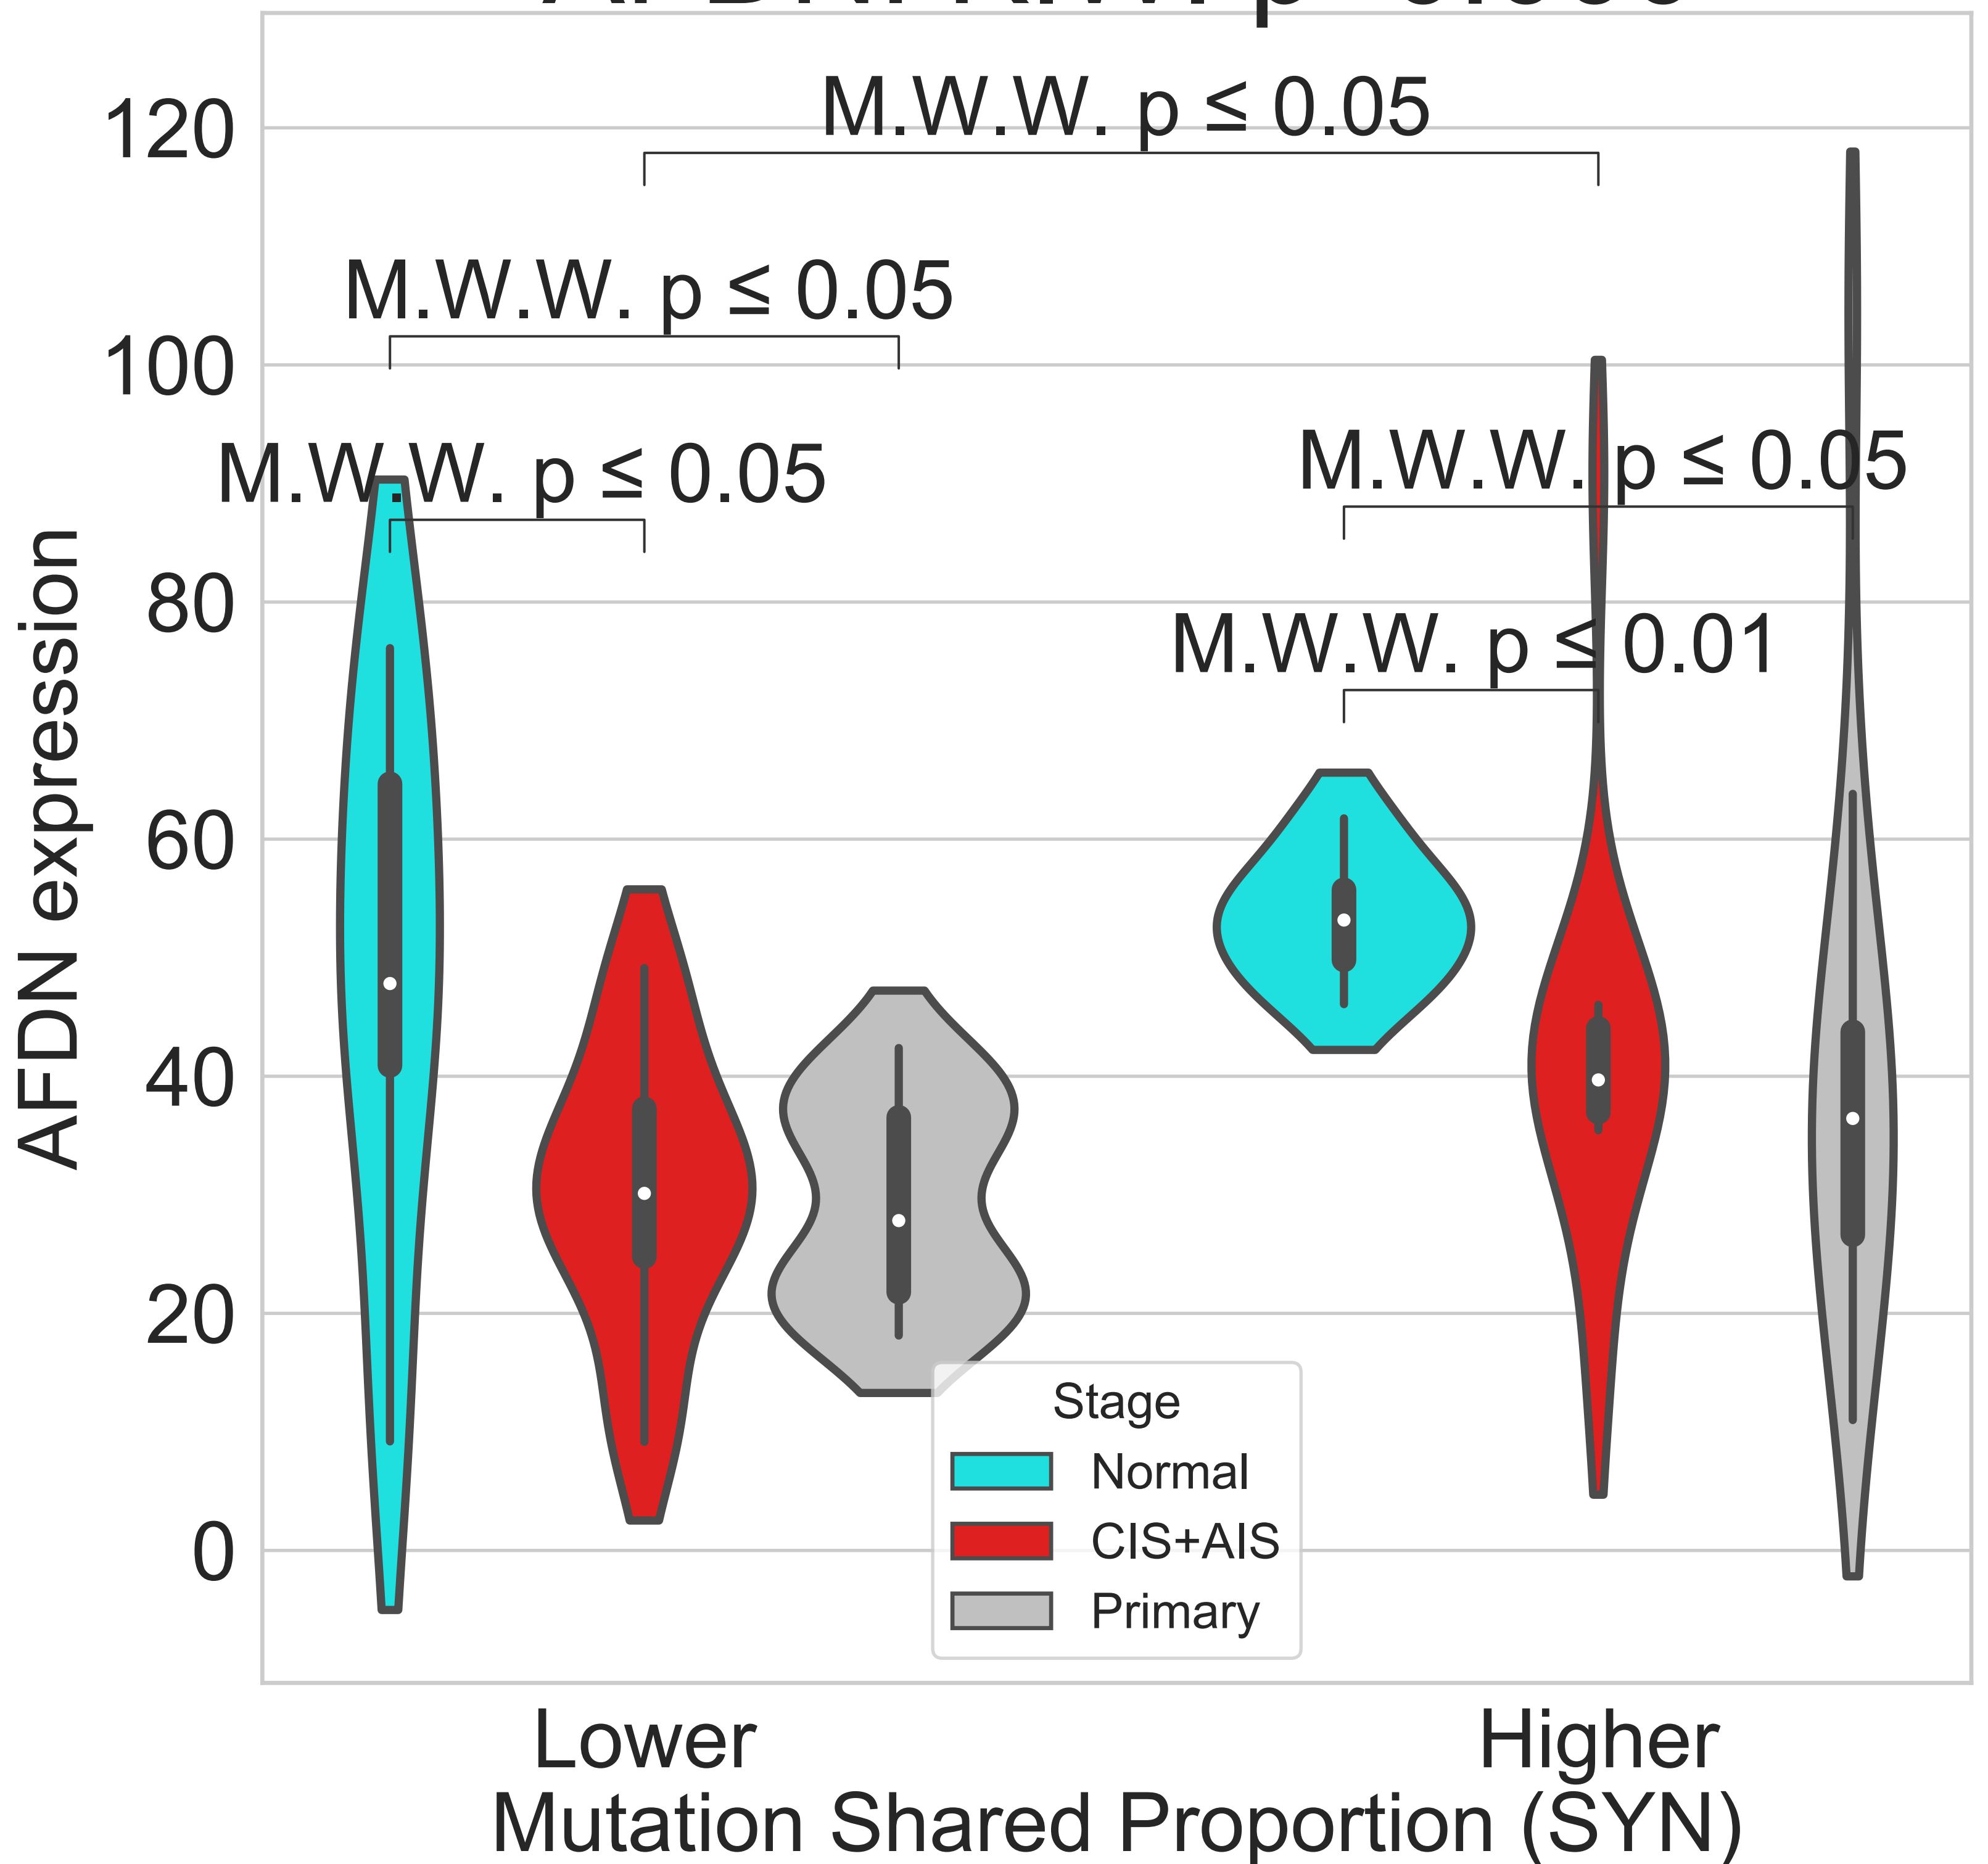 M.W.W. p ≤ 0.05
M.W.W. p ≤ 0.05
M.W.W. p ≤ 0.05
M.W.W. p ≤ 0.05
M.W.W. p ≤ 0.01
120
100
80
60
40
20
0
AFDN expression
Stage
Normal
CIS+AIS
Primary
Lower
Higher
Mutation Shared Proportion (SYN)